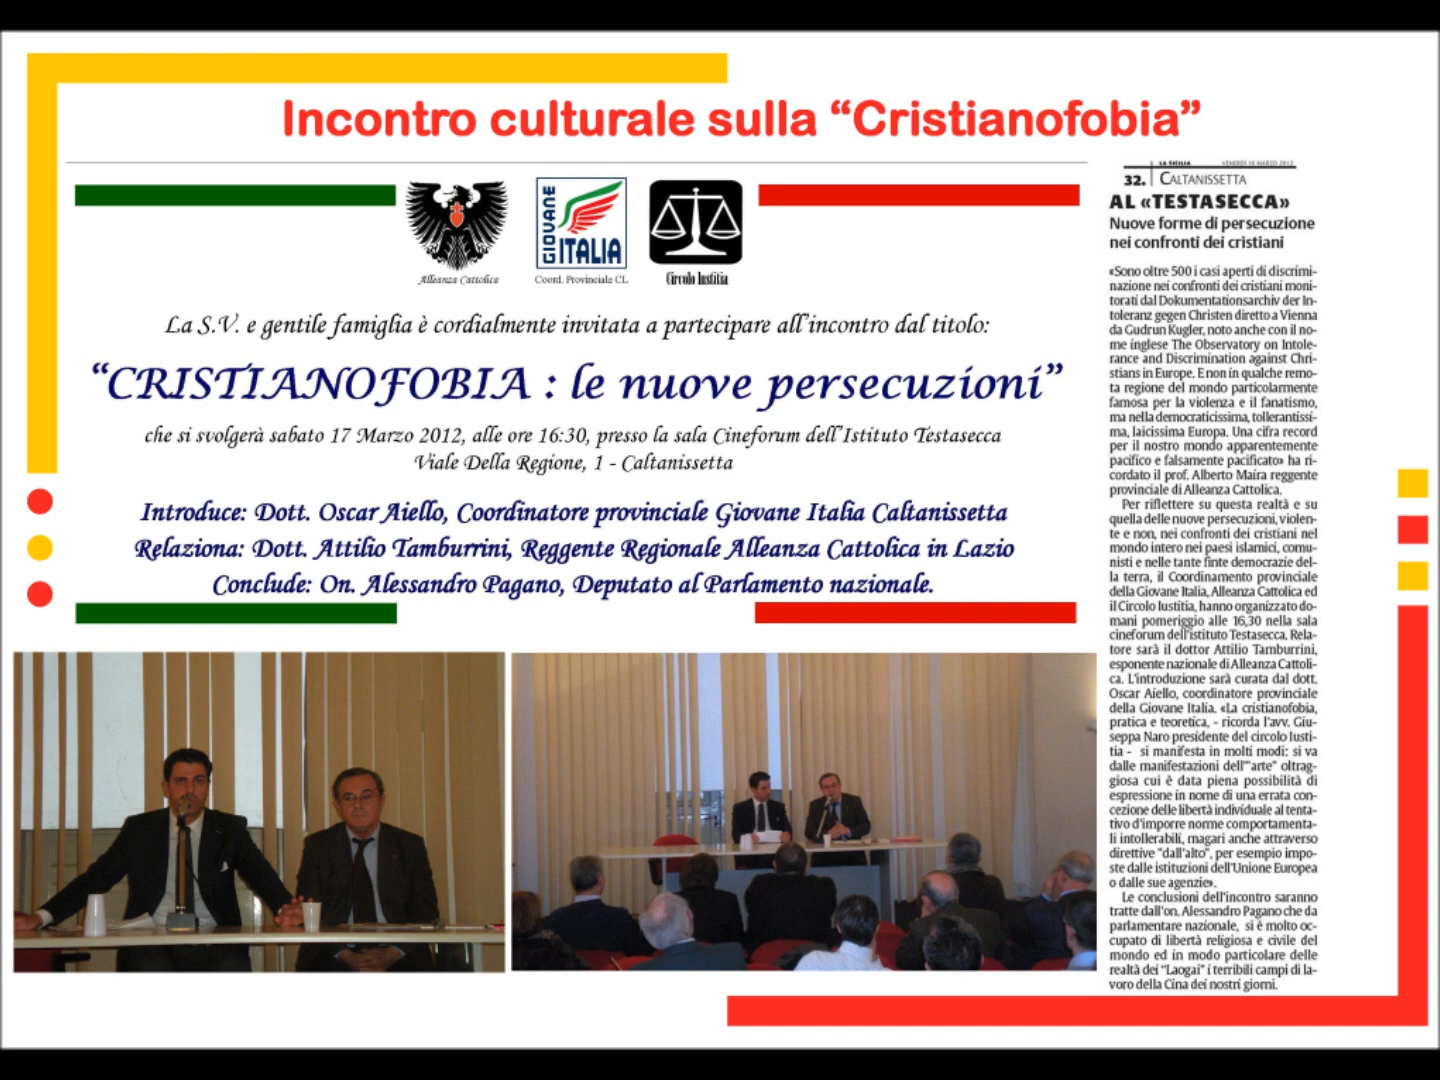 Incontro culturale sulla “Cristianofobia”
Alleanza Cattolica
GIOVANE
ITALIA
Coord. Provinciale CL
Circolo Iustitia
La S.V. e gentile famiglia è cordialmente invitata a partecipare all'incontro dal titolo:
“CRISTIANOFOBIA : le nuove persecuzioni”
che si svolgerà sabato 17 Marzo 2012, alle ore 16:30, presso la sala Cineforum dell'Istituto Testasecca
Viale Della Regione, 1 - Caltanissetta
Introduce: Dott. Oscar Aiello, Coordinatore provinciale Giovane Italia Caltanissetta
Relaziona: Dott. Attilio Tamburrini, Reggente Regionale Alleanza Cattolica in Lazio
Conclude: On. Alessandro Pagano, Deputato al Parlamento nazionale.
LA SICILIA VENERDÌ 16 MARZO 2012
32. CALTANISSETTA
AL «TESTASECCA»
Nuove forme di persecuzione
nei confronti dei cristiani
«Sono oltre 500 i casi aperti di discrimi-
nazione nei confronti dei cristiani moni-
torati dal Dokumentationsarchiv der In-
toleranz gegen Christen diretto a Vienna
da Gudrun Kugler, noto anche con il no-
me inglese The Observatory on Intole-
rance and Discrimination against Chri-
stians in Europe. E non in qualche remo-
ta regione del mondo particolarmente
famosa per la violenza e il fanatismo,
ma nella democraticissima, tollerantissi-
ma, laicissima Europa. Una cifra record
per il nostro mondo apparentemente
pacifico e falsamente pacificato» ha ri-
cordato il prof. Alberto Maira reggente
provinciale di Alleanza Cattolica.
Per riflettere su questa realtà e su
quella delle nuove persecuzioni, violen-
te e non, nei confronti dei cristiani nel
mondo intero nei paesi islamici, comu-
nisti e nelle tante finte democrazie del-
la terra, il Coordinamento provinciale
della Giovane Italia, Alleanza Cattolica ed
il Circolo Iustitia, hanno organizzato do-
mani pomeriggio alle 16,30 nella sala
cineforum dell'istituto Testasecca. Rela-
tore sarà il dottor Attilio Tamburrini,
esponente nazionale di Alleanza Cattoli-
ca. L'introduzione sarà curata dal dott.
Oscar Aiello, coordinatore provinciale
della Giovane Italia. «La cristianofobia,
pratica e teoretica, - ricorda l'avv. Giu-
seppa Naro presidente del circolo Iusti-
tia - si manifesta in molti modi: si va
dalle manifestazioni dell'"arte" oltrag-
giosa cui è data piena possibilità di
espressione in nome di una errata con-
cezione delle libertà individuale al tenta-
tivo d'imporre norme comportamenta-
li intollerabili, magari anche attraverso
direttive "dall'alto", per esempio impo-
ste dalle istituzioni dell'Unione Europea
o dalle sue agenzie».
Le conclusioni dell'incontro saranno
tratte dall'on. Alessandro Pagano che da
parlamentare nazionale, si è molto oc-
cupato di libertà religiosa e civile del
mondo ed in modo particolare delle
realtà dei "Laogai" i terribili campi di la-
voro della Cina dei nostri giorni.